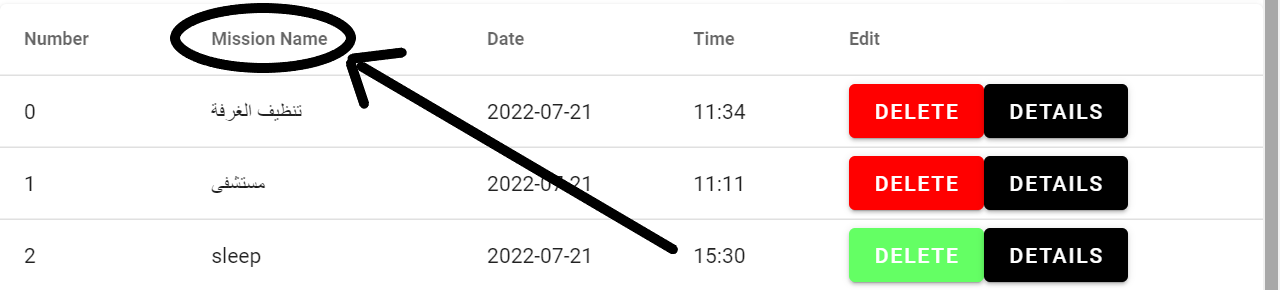 Number Mission Name Date Time Edit
0 تنظيف الغرفة 2022-07-21 11:34 DELETE DETAILS
1 مستشفى 2022-07-21 11:11 DELETE DETAILS
2 sleep 2022-07-21 15:30 DELETE DETAILS